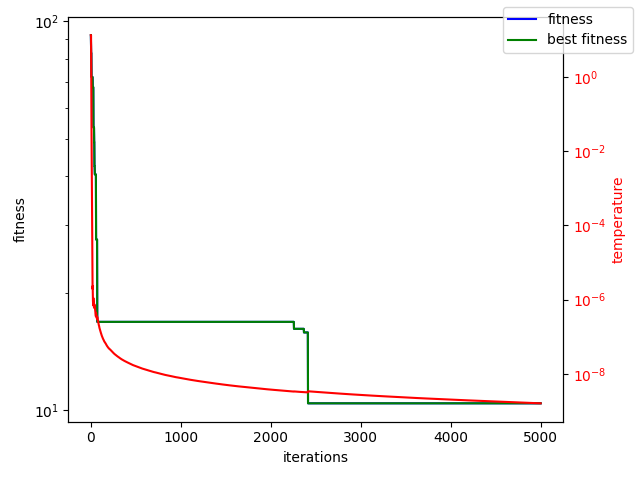 fitness
best fitness
10²
10¹
fitness
10⁰
10⁻²
10⁻⁴
10⁻⁶
10⁻⁸
temperature
0 1000 2000 3000 4000 5000
iterations